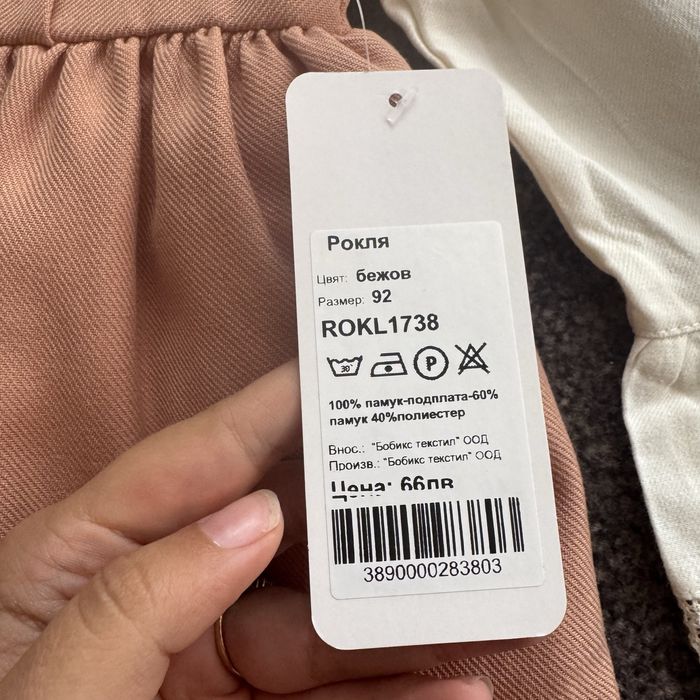 Рокля
Цвят: бежов
Размер: 92
ROKL1738
30°
P
100% памук-подплата-60%
памук 40%полиестер
Внос.: "Бобикс текстил" ООД
Произв.: "Бобикс текстил" ООД
Цена: 66лв
3890000283803